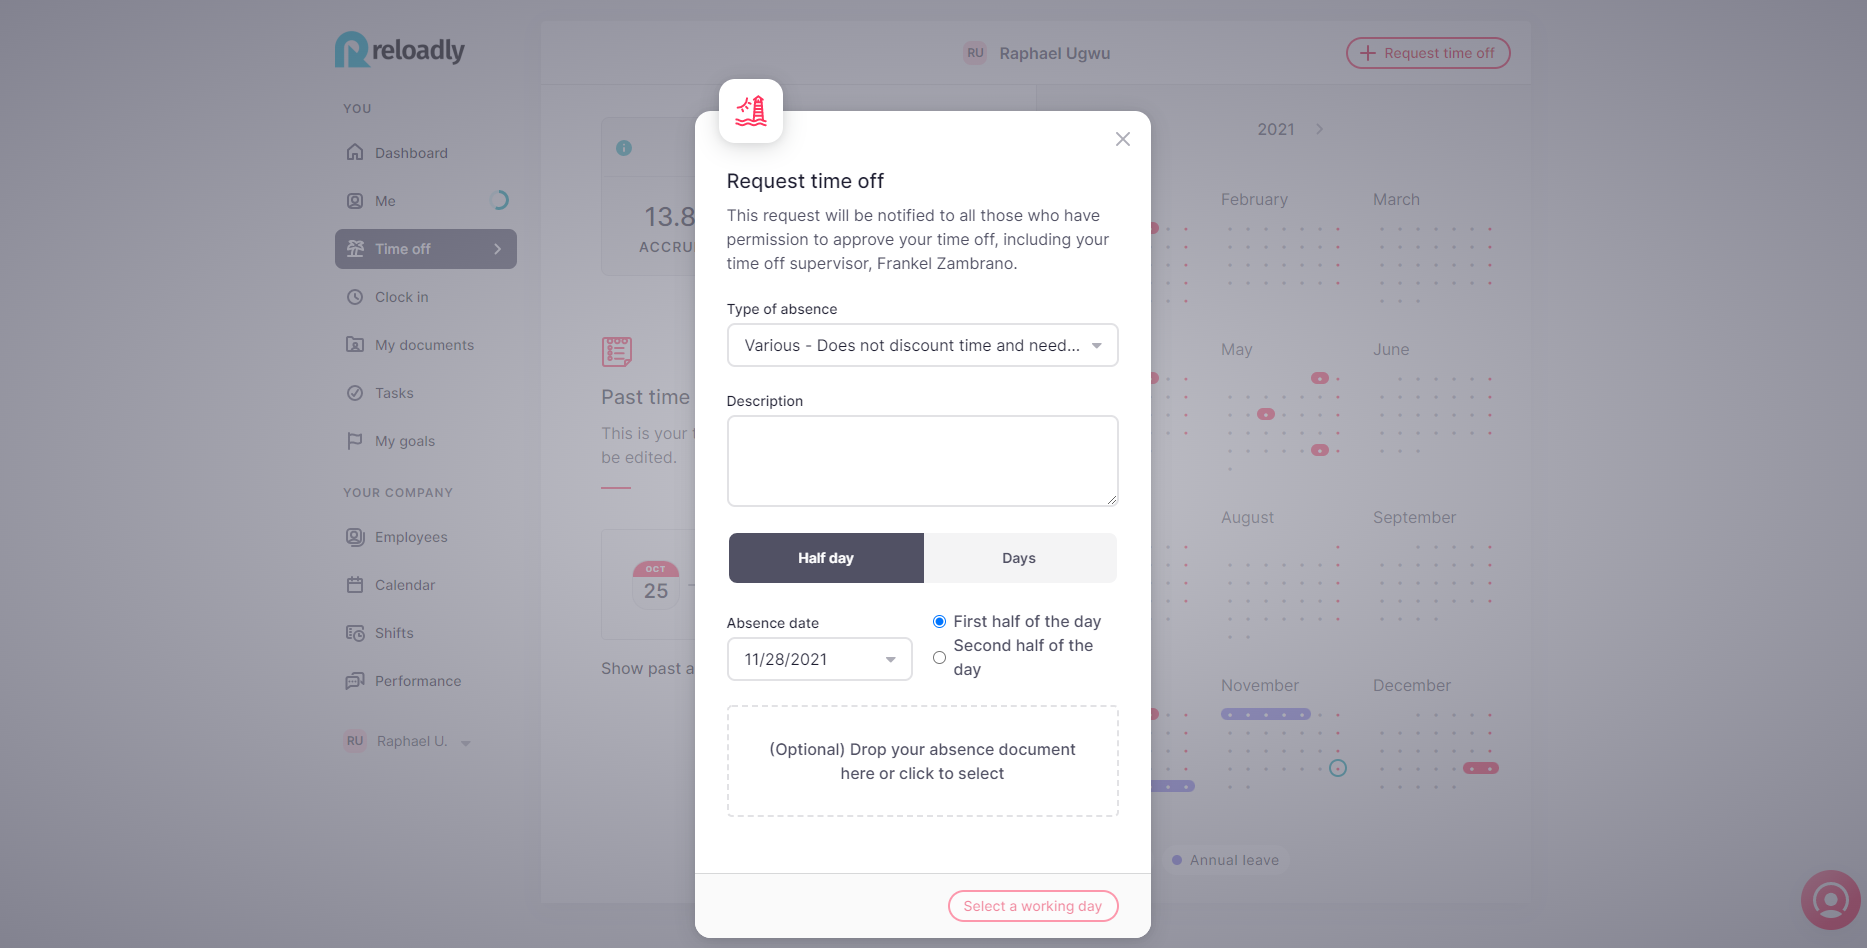 reloadly
YOU
Dashboard
Me
Time off
Clock in
My documents
Tasks
My goals
YOUR COMPANY
Employees
Calendar
Shifts
Performance
RU Raphael U.
RU Raphael Ugwu
Request time off
13.8
ACCRU
Past time
This is your
be edited.
OCT
25
Show past a
Request time off
This request will be notified to all those who have
permission to approve your time off, including your
time off supervisor, Frankel Zambrano.
Type of absence
Various - Does not discount time and need...
Description
Half day Days
Absence date
11/28/2021
First half of the day
Second half of the
day
(Optional) Drop your absence document
here or click to select
Select a working day
2021
February March
May June
August September
November December
Annual leave